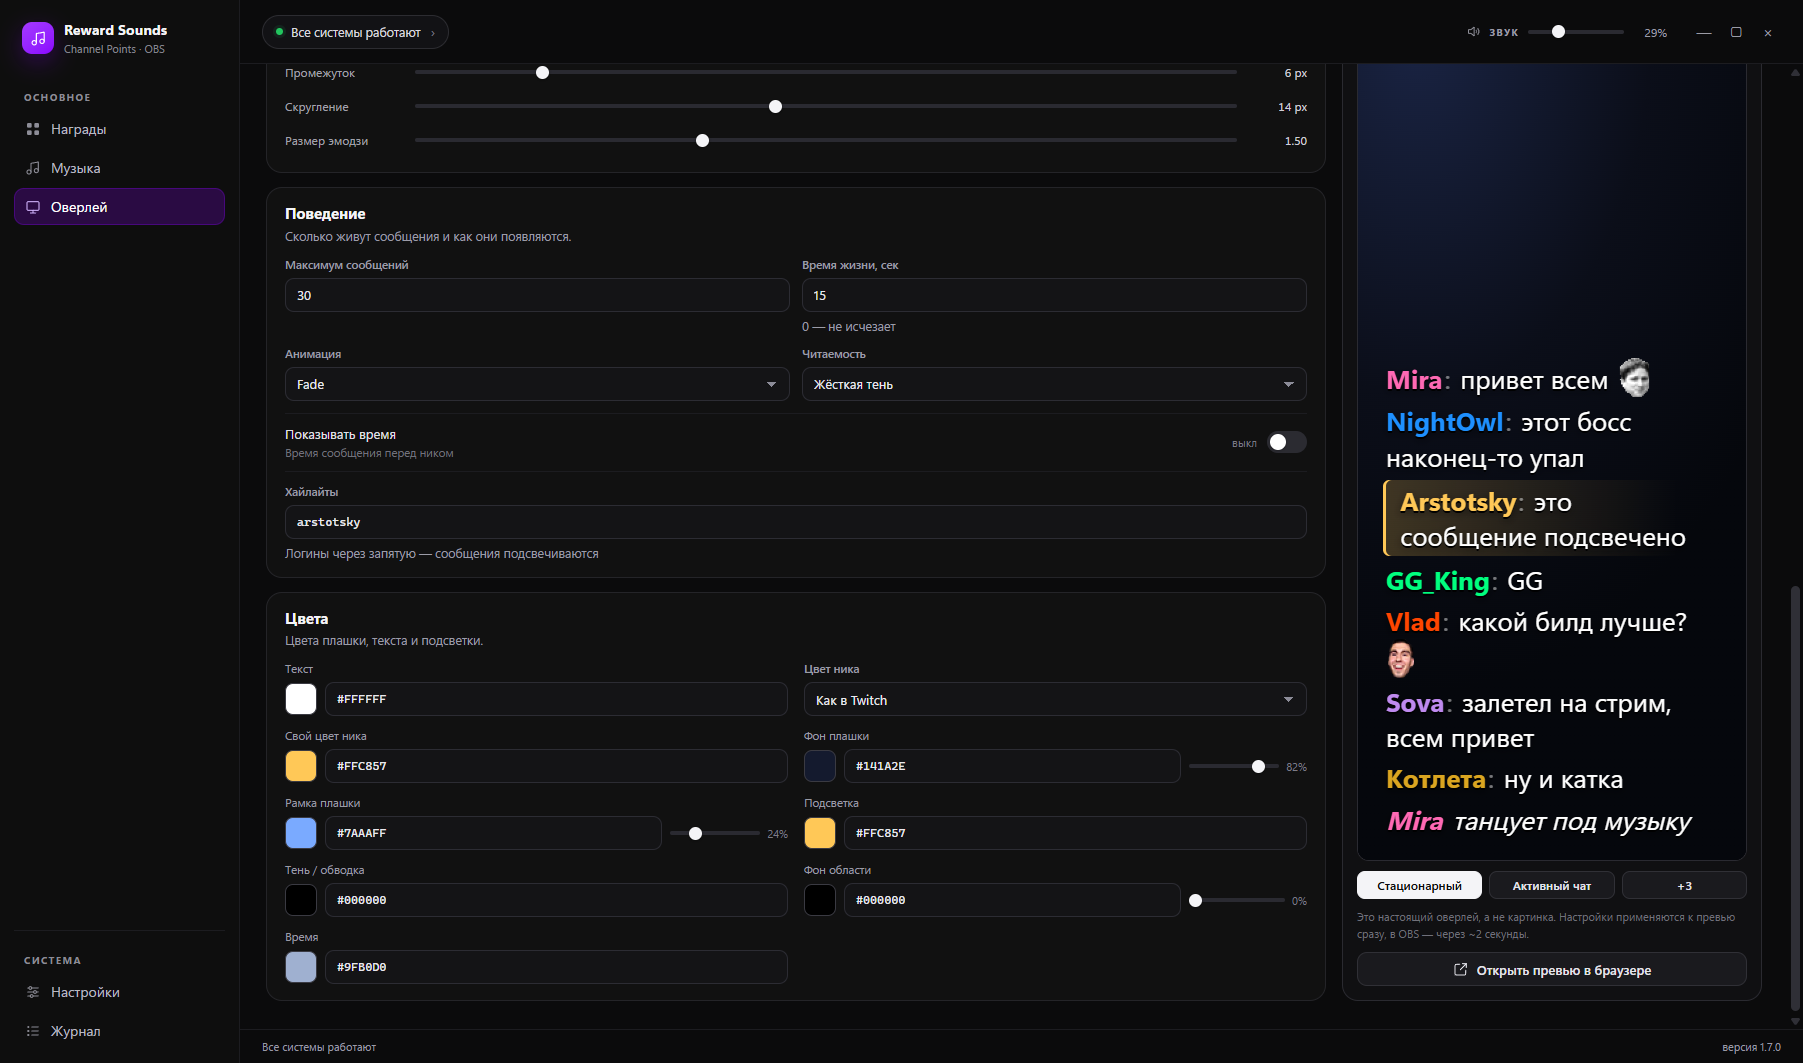 Reward Sounds
Channel Points · OBS
ОСНОВНОЕ
Награды
Музыка
Оверлей
СИСТЕМА
Настройки
Журнал
Все системы работают ›
ЗВУК 29%
Промежуток 6 px
Скругление 14 px
Размер эмодзи 1.50
Поведение
Сколько живут сообщения и как они появляются.
Максимум сообщений
30
Время жизни, сек
15
0 — не исчезает
Анимация
Fade
Читаемость
Жёсткая тень
Показывать время
Время сообщения перед ником
выкл
Хайлайты
arstotsky
Логины через запятую — сообщения подсвечиваются
Цвета
Цвета плашки, текста и подсветки.
Текст
#FFFFFF
Цвет ника
Как в Twitch
Свой цвет ника
#FFC857
Фон плашки
#141A2E 82%
Рамка плашки
#7AAAFF 24%
Подсветка
#FFC857
Тень / обводка
#000000
Фон области
#000000 0%
Время
#9FB0D0
Mira: привет всем
NightOwl: этот босс
наконец-то упал
Arstotsky: это
сообщение подсвечено
GG_King: GG
Vlad: какой билд лучше?
Sova: залетел на стрим,
всем привет
Котлета: ну и катка
Mira танцует под музыку
Стационарный
Активный чат
+3
Это настоящий оверлей, а не картинка. Настройки применяются к превью
сразу, в OBS — через ~2 секунды.
Открыть превью в браузере
Все системы работают
версия 1.7.0